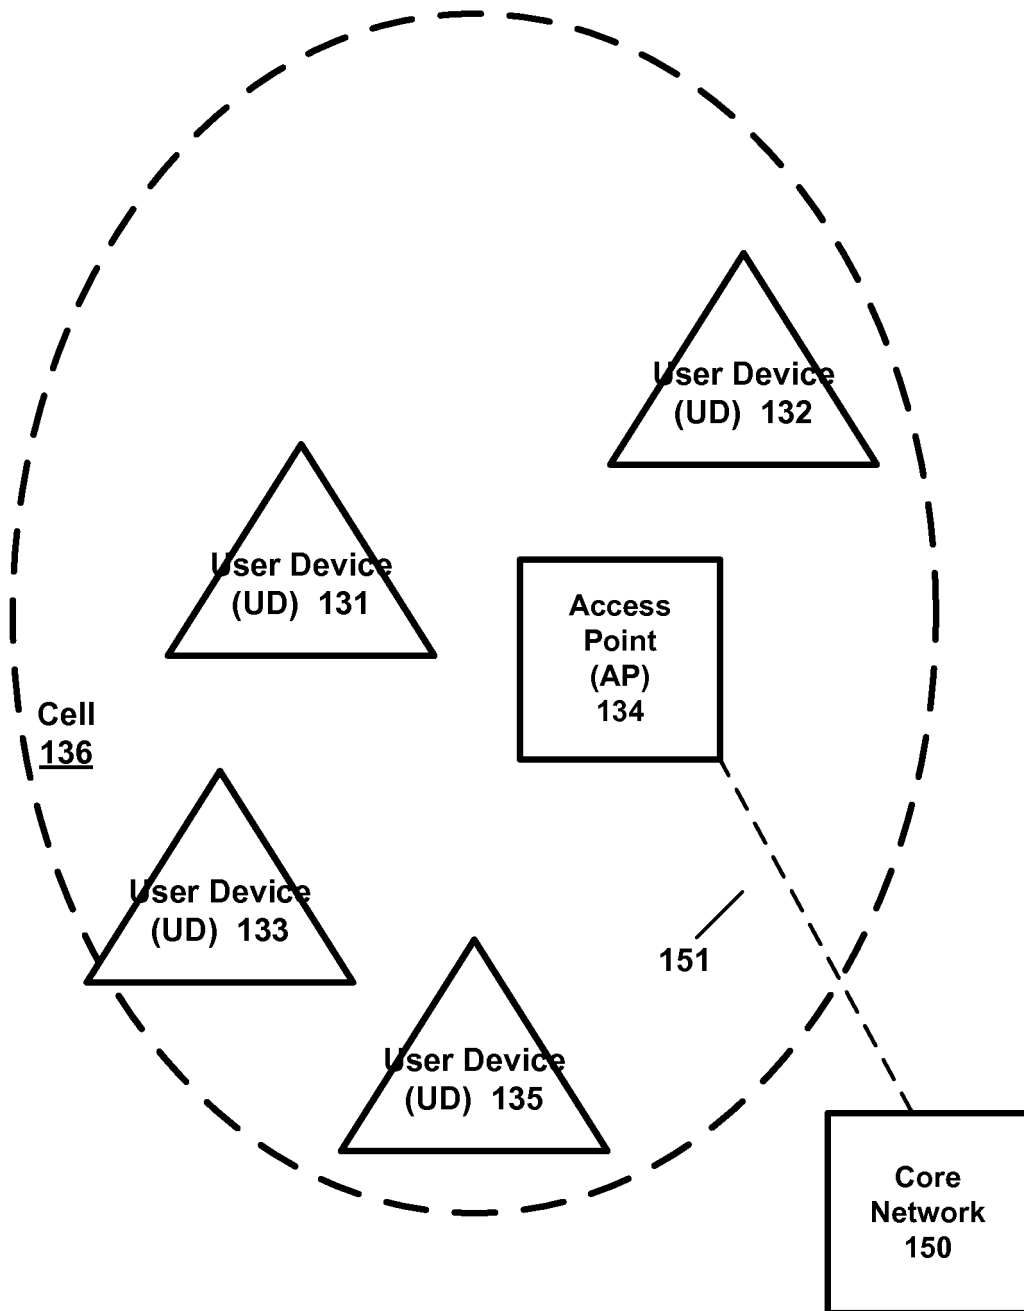 User Device
(UD) 132
User Device
(UD) 131
Access
Point
(AP)
134
Cell
136
User Device
(UD) 133
151
User Device
(UD) 135
Core
Network
150